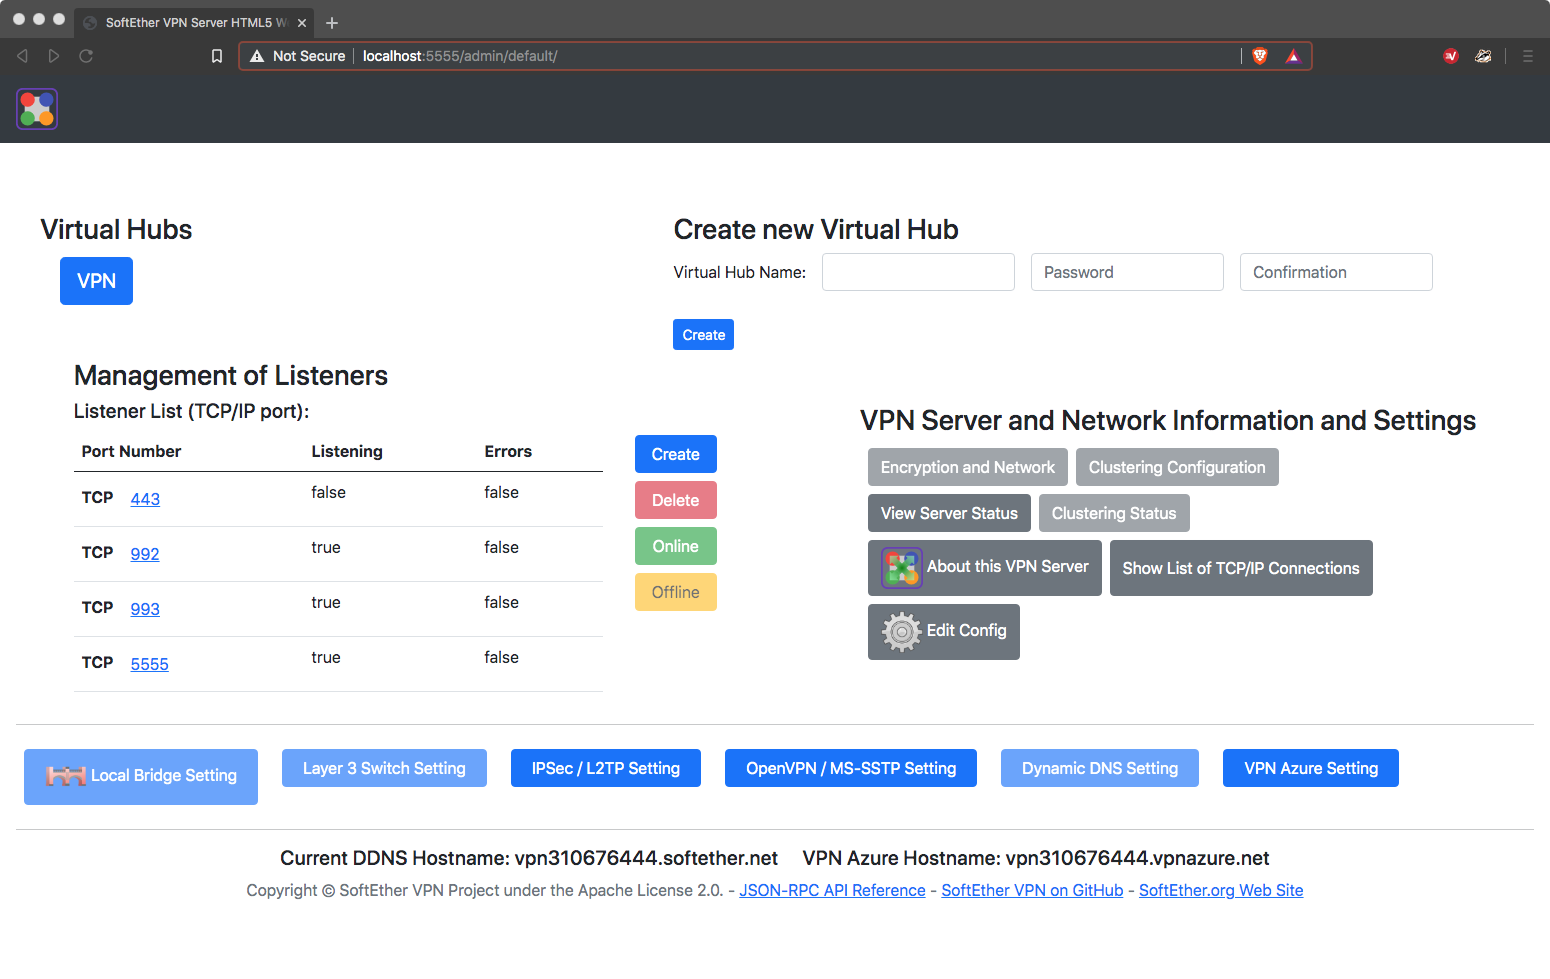 SoftEther VPN Server HTML5 W
Not Secure localhost:5555/admin/default/
Virtual Hubs
VPN
Create new Virtual Hub
Virtual Hub Name: Password Confirmation
Create
Management of Listeners
Listener List (TCP/IP port):
Port Number Listening Errors
TCP 443 false false
TCP 992 true false
TCP 993 true false
TCP 5555 true false
Create
Delete
Online
Offline
VPN Server and Network Information and Settings
Encryption and Network Clustering Configuration
View Server Status Clustering Status
About this VPN Server Show List of TCP/IP Connections
Edit Config
Local Bridge Setting Layer 3 Switch Setting IPSec / L2TP Setting OpenVPN / MS-SSTP Setting Dynamic DNS Setting VPN Azure Setting
Current DDNS Hostname: vpn310676444.softether.net VPN Azure Hostname: vpn310676444.vpnazure.net
Copyright © SoftEther VPN Project under the Apache License 2.0. - JSON-RPC API Reference - SoftEther VPN on GitHub - SoftEther.org Web Site